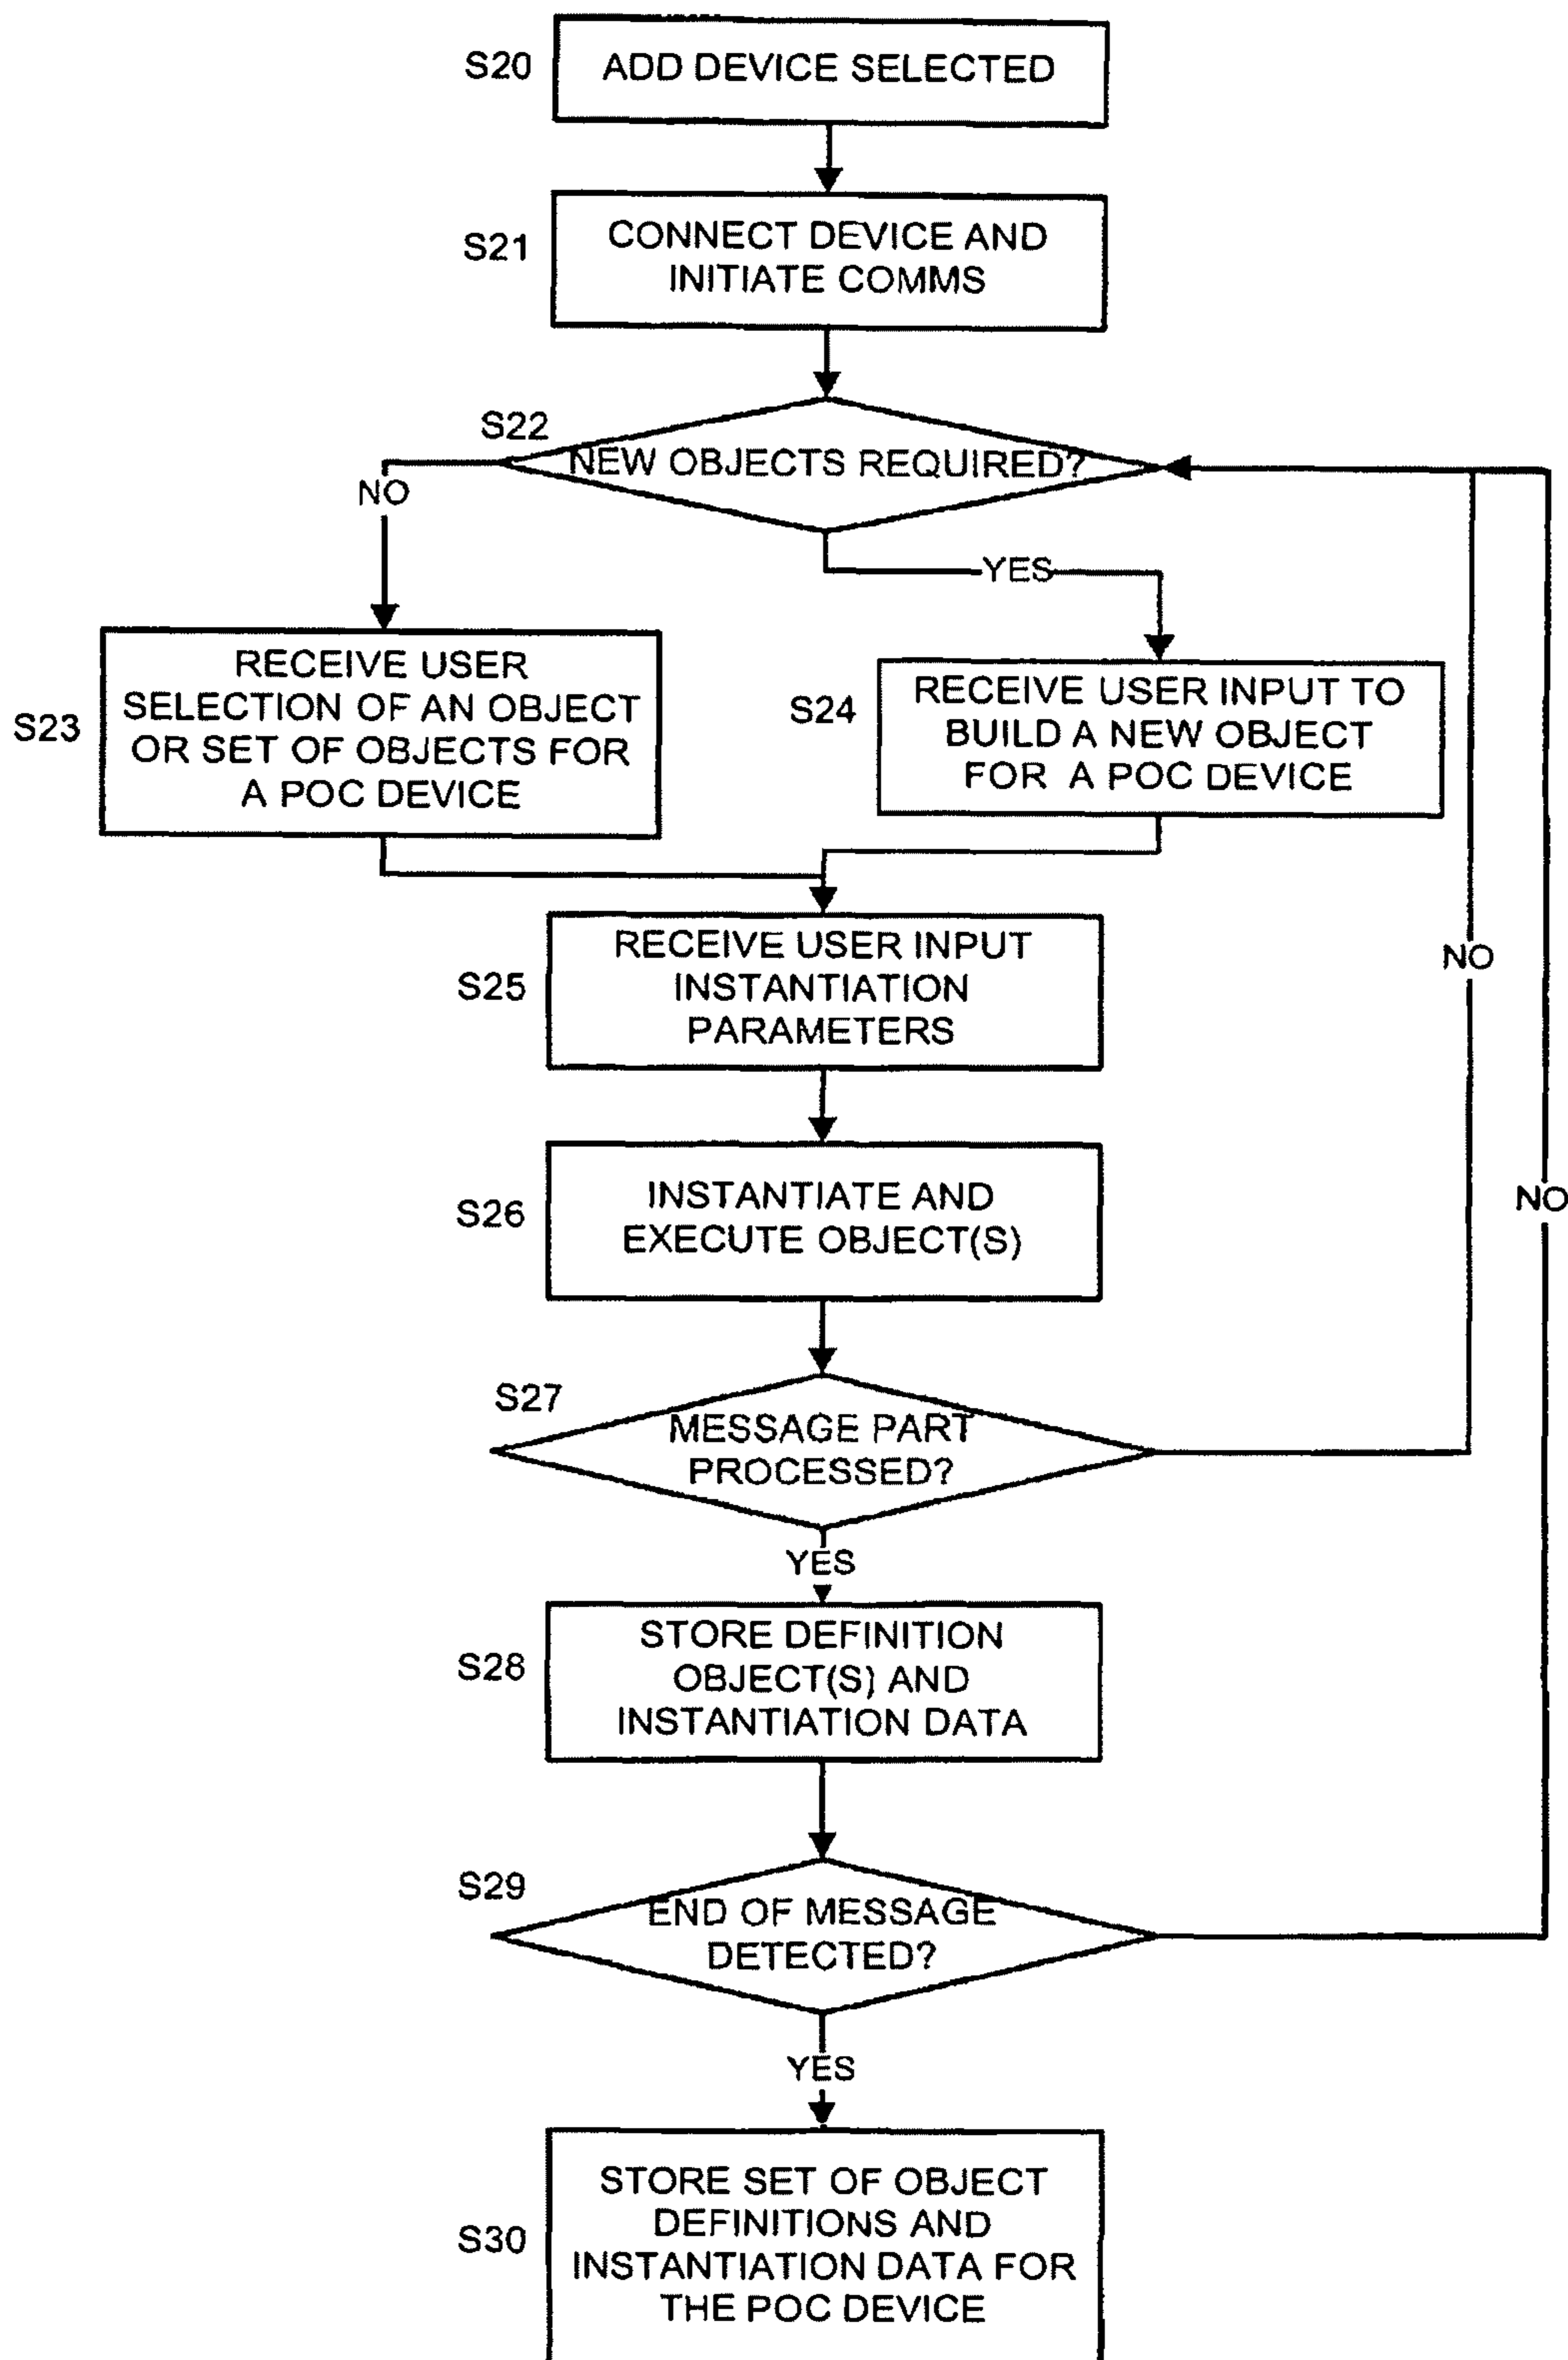 S20
ADD DEVICE SELECTED
S21
CONNECT DEVICE AND
INITIATE COMMS
S22
NEW OBJECTS REQUIRED?
NO
YES
S23
RECEIVE USER
SELECTION OF AN OBJECT
OR SET OF OBJECTS FOR
A POC DEVICE
S24
RECEIVE USER INPUT TO
BUILD A NEW OBJECT
FOR A POC DEVICE
S25
RECEIVE USER INPUT
INSTANTIATION
PARAMETERS
NO
S26
INSTANTIATE AND
EXECUTE OBJECT(S)
NO
S27
MESSAGE PART
PROCESSED?
YES
S28
STORE DEFINITION
OBJECT(S) AND
INSTANTIATION DATA
S29
END OF MESSAGE
DETECTED?
YES
S30
STORE SET OF OBJECT
DEFINITIONS AND
INSTANTIATION DATA FOR
THE POC DEVICE